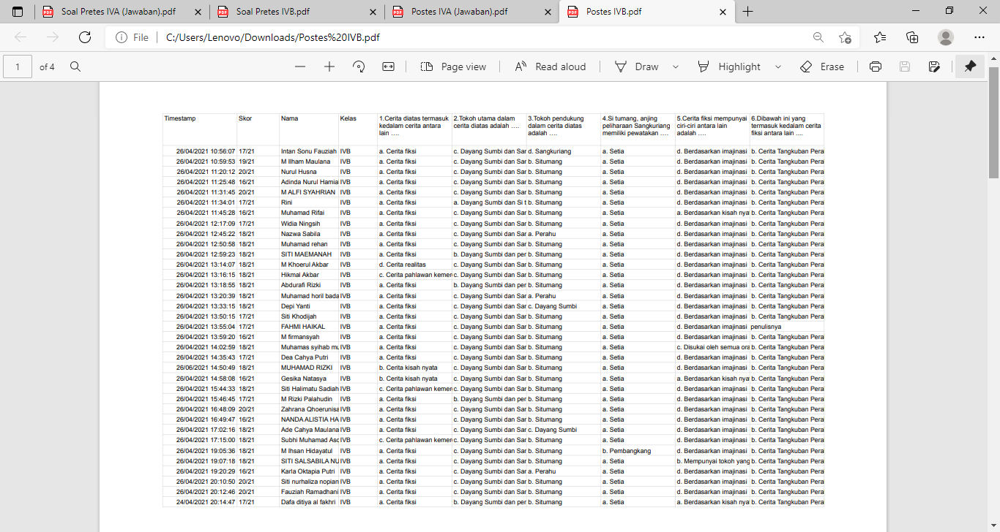 Soal Pretes IVA (Jawaban).pdf Soal Pretes IVB.pdf Postes IVA (Jawaban).pdf Postes IVB.pdf
File C:/Users/Lenovo/Downloads/Postes%20IVB.pdf
1 of 4 Page view Read aloud Draw Highlight Erase
Timestamp Skor Nama Kelas 1.Cerita diatas termasuk 2.Tokoh utama dalam 3.Tokoh pendukung 4.Si tumang, anjing 5.Cerita fiksi mempunyai 6.Dibawah ini yang
kedalam cerita antara cerita diatas adalah .... dalam cerita diatas peliharaan Sangkuriang ciri-ciri antara lain termasuk kedalam cerita
lain .... adalah .... memiliki pewatakan .... adalah .... fiksi antara lain ....
26/04/2021 10:56:07 17/21 Intan Sonu Fauziah IVB a. Cerita fiksi c. Dayang Sumbi dan Sar d. Sangkuriang a. Setia d. Berdasarkan imajinasi b. Cerita Tangkuban Pera
26/04/2021 10:59:53 19/21 M Ilham Maulana IVB a. Cerita fiksi c. Dayang Sumbi dan Sar b. Situmang a. Setia d. Berdasarkan imajinasi b. Cerita Tangkuban Pera
26/04/2021 11:20:12 20/21 Nurul Husna IVB a. Cerita fiksi c. Dayang Sumbi dan Sar b. Situmang a. Setia d. Berdasarkan imajinasi b. Cerita Tangkuban Pera
26/04/2021 11:25:48 16/21 Adinda Nurul Hamia IVB a. Cerita fiksi c. Dayang Sumbi dan Sar b. Situmang a. Setia d. Berdasarkan imajinasi b. Cerita Tangkuban Pera
26/04/2021 11:31:45 20/21 M ALFI SYAHRIAN IVB a. Cerita fiksi c. Dayang Sumbi dan Sar b. Situmang a. Setia d. Berdasarkan imajinasi b. Cerita Tangkuban Pera
26/04/2021 11:34:01 17/21 Rini IVB a. Cerita fiksi a. Dayang Sumbi dan Si t b. Situmang a. Setia d. Berdasarkan imajinasi b. Cerita Tangkuban Pera
26/04/2021 11:45:28 16/21 Muhamad Rifai IVB a. Cerita fiksi c. Dayang Sumbi dan Sar b. Situmang a. Setia a. Berdasarkan kisah nya b. Cerita Tangkuban Pera
26/04/2021 12:17:09 17/21 Widia Ningsih IVB a. Cerita fiksi c. Dayang Sumbi dan Sar b. Situmang a. Setia d. Berdasarkan imajinasi b. Cerita Tangkuban Pera
26/04/2021 12:45:22 18/21 Nazwa Sabila IVB a. Cerita fiksi c. Dayang Sumbi dan Sar a. Perahu a. Setia d. Berdasarkan imajinasi b. Cerita Tangkuban Pera
26/04/2021 12:50:58 18/21 Muhamad rehan IVB a. Cerita fiksi c. Dayang Sumbi dan Sar b. Situmang a. Setia d. Berdasarkan imajinasi b. Cerita Tangkuban Pera
26/04/2021 12:59:23 18/21 SITI MAEMANAH IVB a. Cerita fiksi b. Dayang Sumbi dan per b. Situmang a. Setia d. Berdasarkan imajinasi b. Cerita Tangkuban Pera
26/04/2021 13:14:07 18/21 M Khoerul Akbar IVB d. Cerita realitas c. Dayang Sumbi dan Sar b. Situmang a. Setia d. Berdasarkan imajinasi b. Cerita Tangkuban Pera
26/04/2021 13:16:15 18/21 Hikmal Akbar IVB c. Cerita pahlawan kemer c. Dayang Sumbi dan Sar b. Situmang a. Setia d. Berdasarkan imajinasi b. Cerita Tangkuban Pera
26/04/2021 13:18:55 18/21 Abdurafi Rizki IVB a. Cerita fiksi b. Dayang Sumbi dan per b. Situmang a. Setia d. Berdasarkan imajinasi b. Cerita Tangkuban Pera
26/04/2021 13:20:39 18/21 Muhamad horil bada IVB a. Cerita fiksi c. Dayang Sumbi dan Sar a. Perahu a. Setia d. Berdasarkan imajinasi b. Cerita Tangkuban Pera
26/04/2021 13:33:15 18/21 Depi Yanti IVB a. Cerita fiksi c. Dayang Sumbi dan Sar c. Dayang Sumbi a. Setia d. Berdasarkan imajinasi b. Cerita Tangkuban Pera
26/04/2021 13:50:15 17/21 Siti Khodijah IVB a. Cerita fiksi c. Dayang Sumbi dan Sar b. Situmang a. Setia d. Berdasarkan imajinasi b. Cerita Tangkuban Pera
26/04/2021 13:55:04 17/21 FAHMI HAIKAL IVB a. Cerita fiksi c. Dayang Sumbi dan Sar b. Situmang a. Setia d. Berdasarkan imajinasi penulisnya
26/04/2021 13:59:20 16/21 M firmansyah IVB a. Cerita fiksi c. Dayang Sumbi dan Sar b. Situmang a. Setia d. Berdasarkan imajinasi b. Cerita Tangkuban Pera
26/04/2021 14:02:59 18/21 Muhamas syihab mu IVB a. Cerita fiksi c. Dayang Sumbi dan Sar b. Situmang a. Setia c. Disukai oleh semua ora b. Cerita Tangkuban Pera
26/04/2021 14:35:43 17/21 Dea Cahya Putri IVB a. Cerita fiksi c. Dayang Sumbi dan Sar b. Situmang a. Setia d. Berdasarkan imajinasi b. Cerita Tangkuban Pera
26/06/2021 14:50:49 18/21 MUHAMAD RIZKI IVB b. Cerita kisah nyata c. Dayang Sumbi dan Sar b. Situmang a. Setia d. Berdasarkan imajinasi b. Cerita Tangkuban Pera
26/04/2021 14:58:08 16/21 Gesika Natasya IVB b. Cerita kisah nyata c. Dayang Sumbi dan Sar b. Situmang a. Setia a. Berdasarkan kisah nya b. Cerita Tangkuban Pera
26/04/2021 15:44:33 18/21 Siti Halimatu Sadiah IVB c. Cerita pahlawan kemer c. Dayang Sumbi dan Sar b. Situmang a. Setia d. Berdasarkan imajinasi b. Cerita Tangkuban Pera
26/04/2021 15:46:45 17/21 M Rizki Palahudin IVB a. Cerita fiksi b. Dayang Sumbi dan per b. Situmang a. Setia d. Berdasarkan imajinasi b. Cerita Tangkuban Pera
26/04/2021 16:48:09 20/21 Zahrana Qhoerunisa IVB a. Cerita fiksi c. Dayang Sumbi dan Sar b. Situmang a. Setia d. Berdasarkan imajinasi b. Cerita Tangkuban Pera
26/04/2021 16:49:47 16/21 NANDA ALISTIA HA IVB a. Cerita fiksi c. Dayang Sumbi dan Sar b. Situmang a. Setia d. Berdasarkan imajinasi b. Cerita Tangkuban Pera
26/04/2021 17:02:16 18/21 Ade Cahya Maulana IVB a. Cerita fiksi c. Dayang Sumbi dan Sar c. Dayang Sumbi a. Setia d. Berdasarkan imajinasi b. Cerita Tangkuban Pera
26/04/2021 17:15:00 18/21 Subhi Muhamad Asc IVB c. Cerita pahlawan kemer c. Dayang Sumbi dan Sar b. Situmang a. Setia d. Berdasarkan imajinasi b. Cerita Tangkuban Pera
26/04/2021 19:05:36 18/21 M Ihsan Hidayatul IVB a. Cerita fiksi c. Dayang Sumbi dan Sar b. Situmang b. Pembangkang d. Berdasarkan imajinasi b. Cerita Tangkuban Pera
26/04/2021 19:07:18 18/21 SITI SALSABILA NU IVB a. Cerita fiksi c. Dayang Sumbi dan Sar b. Situmang a. Setia b. Mempunyai tokoh yang b. Cerita Tangkuban Pera
26/04/2021 19:20:29 16/21 Karla Oktapia Putri IVB a. Cerita fiksi c. Dayang Sumbi dan Sar a. Perahu a. Setia d. Berdasarkan imajinasi b. Cerita Tangkuban Pera
26/04/2021 20:10:50 20/21 Siti nurhaliza nopian IVB a. Cerita fiksi c. Dayang Sumbi dan Sar b. Situmang a. Setia d. Berdasarkan imajinasi b. Cerita Tangkuban Pera
26/04/2021 20:12:46 20/21 Fauziah Ramadhani IVB a. Cerita fiksi c. Dayang Sumbi dan Sar b. Situmang a. Setia d. Berdasarkan imajinasi b. Cerita Tangkuban Pera
24/04/2021 20:14:47 17/21 Dafa ditiya al fakhri IVB a. Cerita fiksi b. Dayang Sumbi dan per b. Situmang a. Setia a. Berdasarkan kisah nya b. Cerita Tangkuban Pera